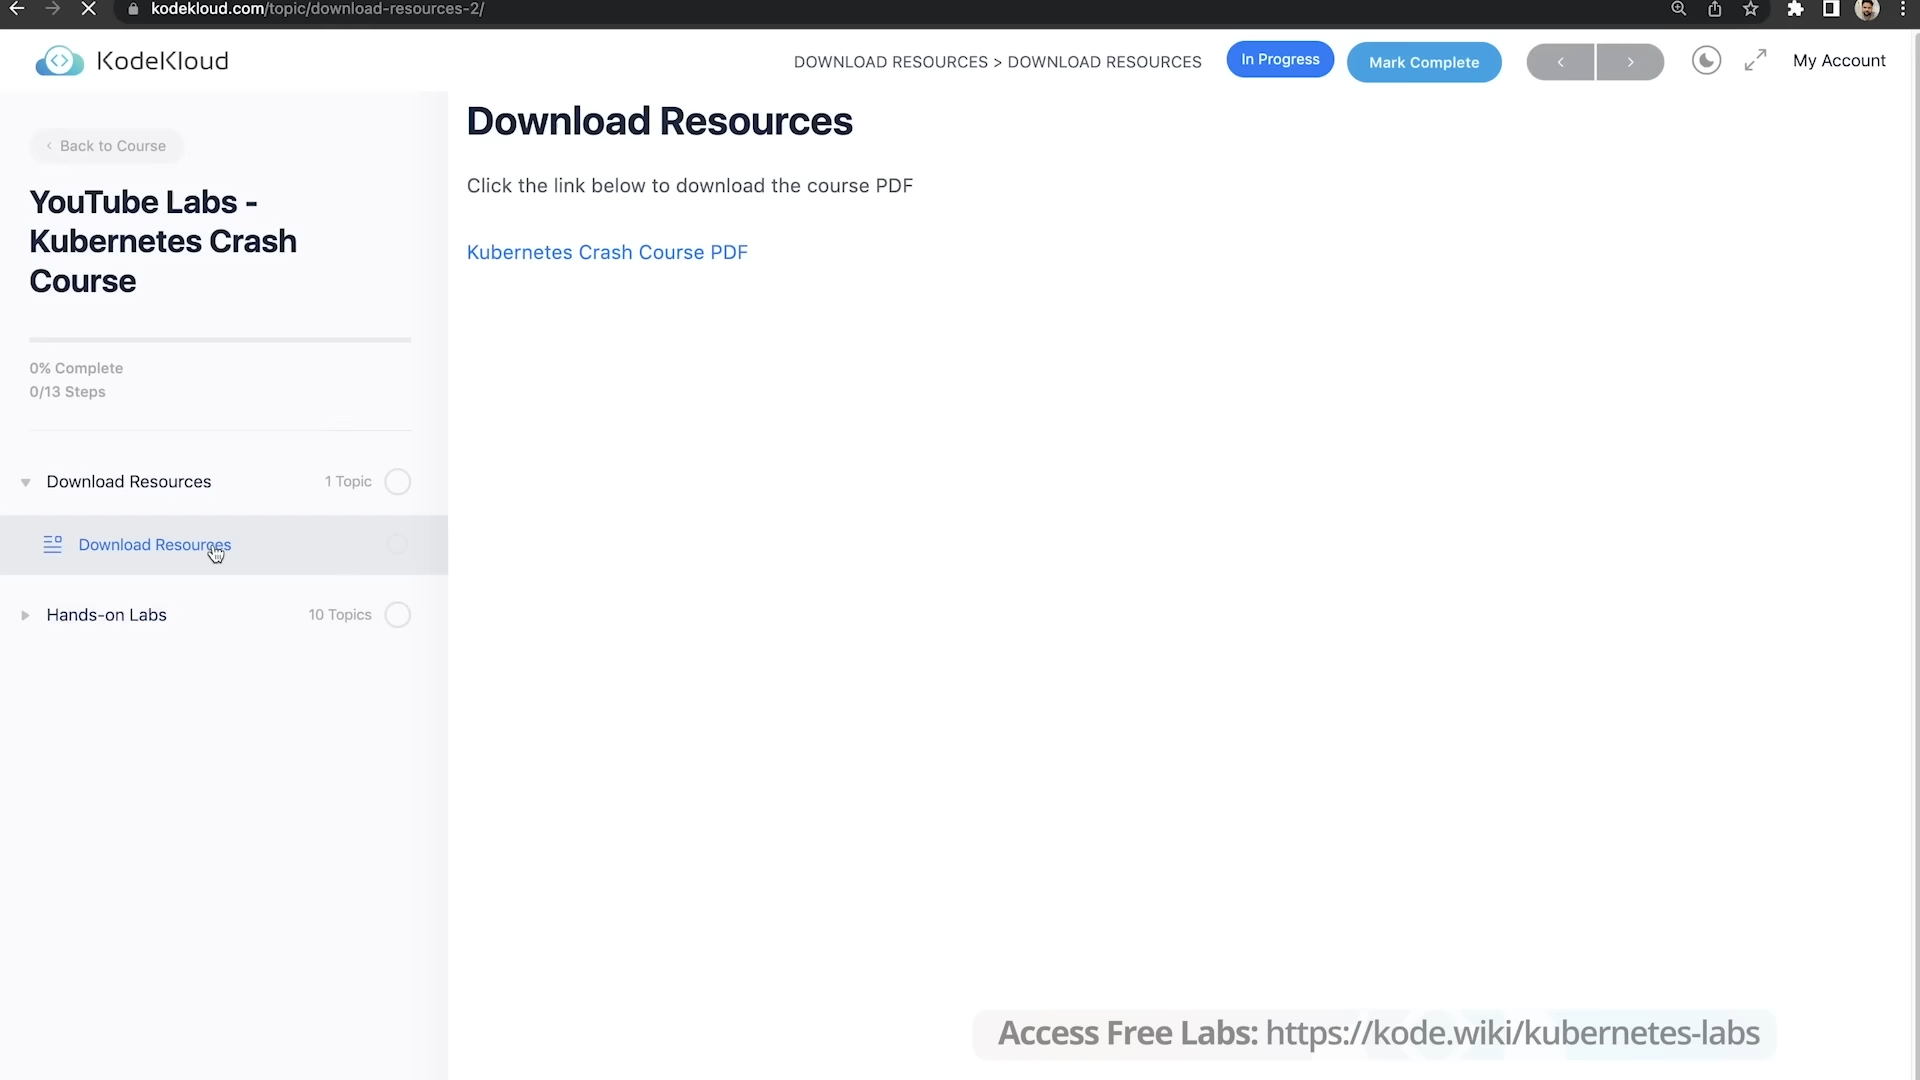 kodekloud.com/topic/download-resources-2/
KodeKloud
DOWNLOAD RESOURCES > DOWNLOAD RESOURCES
In Progress
Mark Complete
My Account
Back to Course
YouTube Labs -
Kubernetes Crash
Course
0% Complete
0/13 Steps
Download Resources
1 Topic
Download Resources
Hands-on Labs
10 Topics
Download Resources
Click the link below to download the course PDF
Kubernetes Crash Course PDF
Access Free Labs: https://kode.wiki/kubernetes-labs